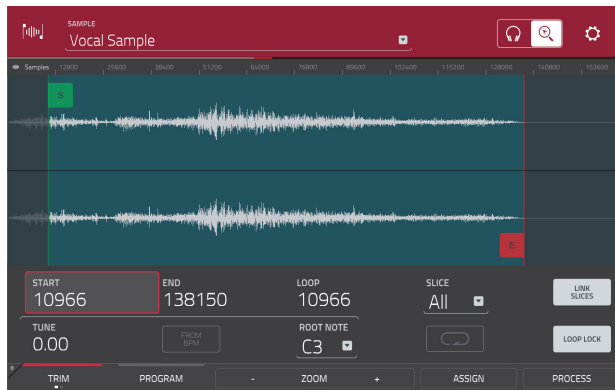 SAMPLE
Vocal Sample
Samples 12800 25600 38400 51200 64000 76800 89600 102400 115200 128000 140800 153600
S
E
START END LOOP SLICE
10966 138150 10966 All
LINK SLICES
TUNE ROOT NOTE
0.00 FROM BPM C3
LOOP LOCK
TRIM PROGRAM - ZOOM + ASSIGN PROCESS